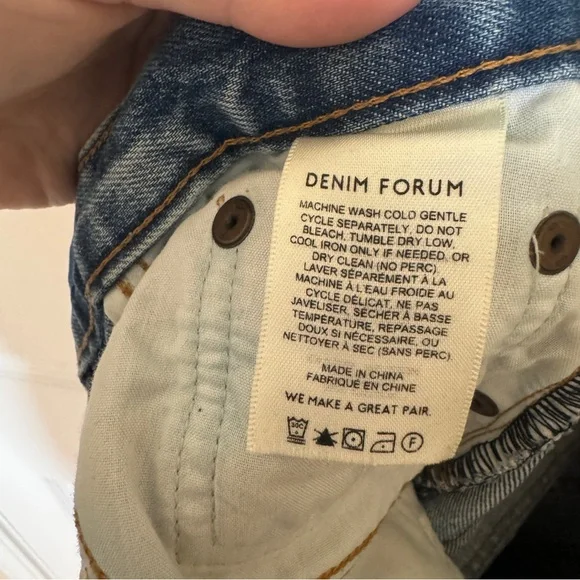 DENIM FORUM
MACHINE WASH COLD GENTLE
CYCLE SEPARATELY, DO NOT
BLEACH, TUMBLE DRY LOW,
COOL IRON ONLY IF NEEDED, OR
DRY CLEAN (NO PERC).
LAVER SÉPARÉMENT À LA
MACHINE À L'EAU FROIDE AU
CYCLE DÉLICAT, NE PAS
JAVELISER, SÉCHER À BASSE
TEMPÉRATURE, REPASSAGE
DOUX SI NÉCESSAIRE, OU
NETTOYER À SEC (SANS PERC).
MADE IN CHINA
FABRIQUÉ EN CHINE
WE MAKE A GREAT PAIR.
30C F